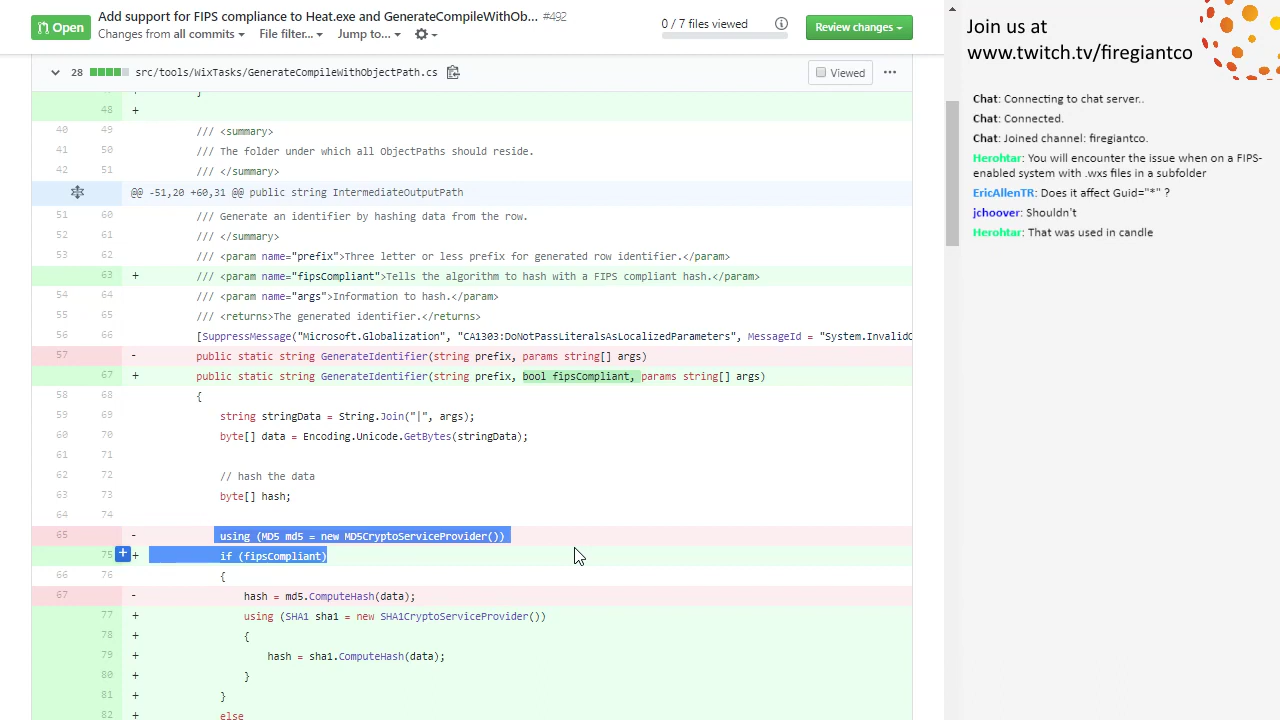 Open
Add support for FIPS compliance to Heat.exe and GenerateCompileWithOb... #492
Changes from all commits File filter... Jump to...
0 / 7 files viewed
Review changes
28 src/tools/WixTasks/GenerateCompileWithObjectPath.cs
Viewed
48 +
40 49 /// <summary>
41 50 /// The folder under which all ObjectPaths should reside.
42 51 /// </summary>
@@ -51,20 +60,31 @@ public string IntermediateOutputPath
51 60 /// Generate an identifier by hashing data from the row.
52 61 /// </summary>
53 62 /// <param name="prefix">Three letter or less prefix for generated row identifier.</param>
63 + /// <param name="fipsCompliant">Tells the algorithm to hash with a FIPS compliant hash.</param>
54 64 /// <param name="args">Information to hash.</param>
55 65 /// <returns>The generated identifier.</returns>
56 66 [SuppressMessage("Microsoft.Globalization", "CA1303:DoNotPassLiteralsAsLocalizedParameters", MessageId = "System.InvalidO
57 - public static string GenerateIdentifier(string prefix, params string[] args)
67 + public static string GenerateIdentifier(string prefix, bool fipsCompliant, params string[] args)
58 68 {
59 69 string stringData = String.Join("|", args);
60 70 byte[] data = Encoding.Unicode.GetBytes(stringData);
61 71
62 72 // hash the data
63 73 byte[] hash;
64 74
65 - using (MD5 md5 = new MD5CryptoServiceProvider())
75 + if (fipsCompliant)
66 76 {
67 - hash = md5.ComputeHash(data);
77 + using (SHA1 sha1 = new SHA1CryptoServiceProvider())
78 + {
79 + hash = sha1.ComputeHash(data);
80 + }
81 + }
82 + else
Join us at
www.twitch.tv/firegiantco
Chat: Connecting to chat server..
Chat: Connected.
Chat: Joined channel: firegiantco.
Herohtar: You will encounter the issue when on a FIPS-
enabled system with .wxs files in a subfolder
EricAllenTR: Does it affect Guid="*" ?
jchoover: Shouldn't
Herohtar: That was used in candle